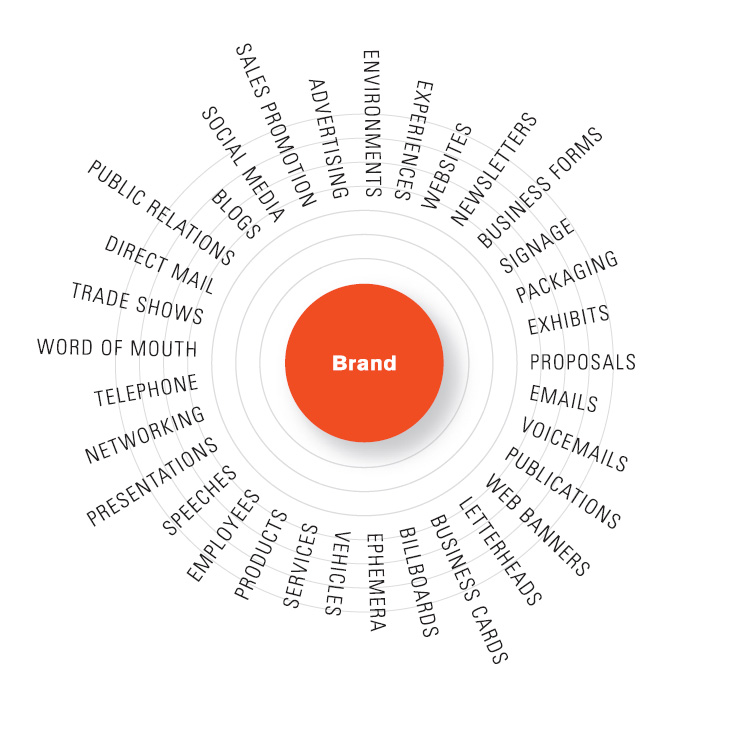 Brand
ENVIRONMENTS
EXPERIENCES
WEBSITES
NEWSLETTERS
BUSINESS FORMS
SIGNAGE
PACKAGING
EXHIBITS
PROPOSALS
EMAILS
VOICEMAILS
PUBLICATIONS
WEB BANNERS
LETTERHEADS
BUSINESS CARDS
BILLBOARDS
EPHEMERA
VEHICLES
SERVICES
PRODUCTS
EMPLOYEES
SPEECHES
PRESENTATIONS
NETWORKING
TELEPHONE
WORD OF MOUTH
TRADE SHOWS
DIRECT MAIL
PUBLIC RELATIONS
BLOGS
SOCIAL MEDIA
SALES PROMOTION
ADVERTISING